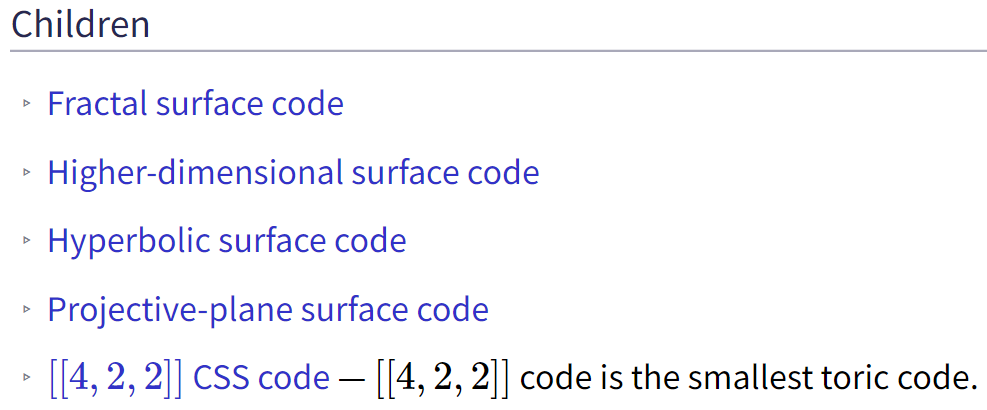 Children
▹ Fractal surface code
▹ Higher-dimensional surface code
▹ Hyperbolic surface code
▹ Projective-plane surface code
▹ [[4, 2, 2]] CSS code — [[4, 2, 2]] code is the smallest toric code.